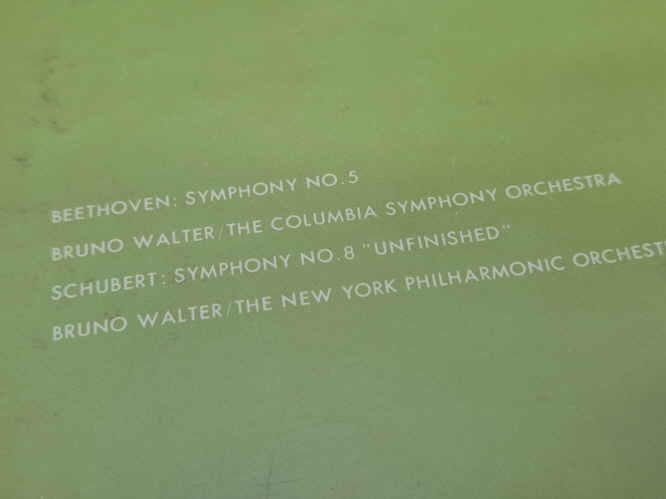 BEETHOVEN: SYMPHONY NO.5
BRUNO WALTER/THE COLUMBIA SYMPHONY ORCHESTRA
SCHUBERT: SYMPHONY NO.8 "UNFINISHED"
BRUNO WALTER/THE NEW YORK PHILHARMONIC